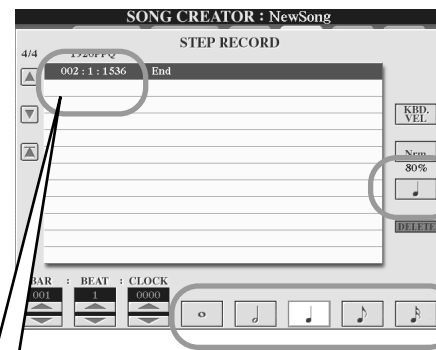 SONG CREATOR : NewSong
STEP RECORD
4/4 1920PPQ
002 : 1 : 1536 End
KBD. VEL
Nrm
80%
DELETE
BAR : BEAT : CLOCK
001 1 0000